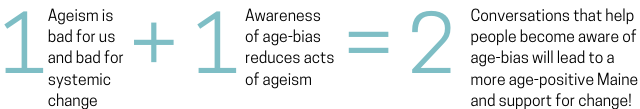 1 Ageism is
bad for us
and bad for
systemic
change
+
1 Awareness
of age-bias
reduces acts
of ageism
=
2 Conversations that help
people become aware of
age-bias will lead to a
more age-positive Maine
and support for change!